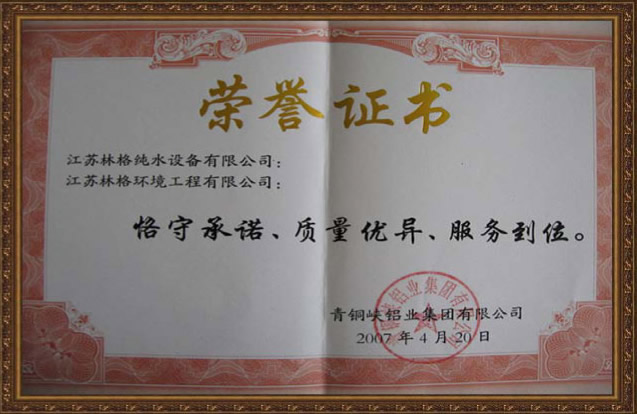 荣誉证书
江苏林格纯水设备有限公司：
江苏林格环境工程有限公司：
恪守承诺、质量优异、服务到位。
青铜峡铝业集团有限公司
2007年4月20日